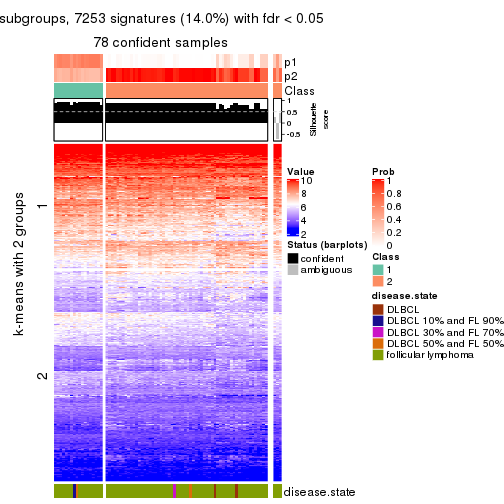 subgroups, 7253 signatures (14.0%) with fdr < 0.05
78 confident samples
p1
p2
Class
1
0.5
0
-0.5
Silhouette
score
k-means with 2 groups
1
2
disease.state
Value
10
8
6
4
2
Status (barplots)
confident
ambiguous
Prob
1
0.8
0.6
0.4
0.2
0
Class
1
2
disease.state
DLBCL
DLBCL 10% and FL 90%
DLBCL 30% and FL 70%
DLBCL 50% and FL 50%
follicular lymphoma